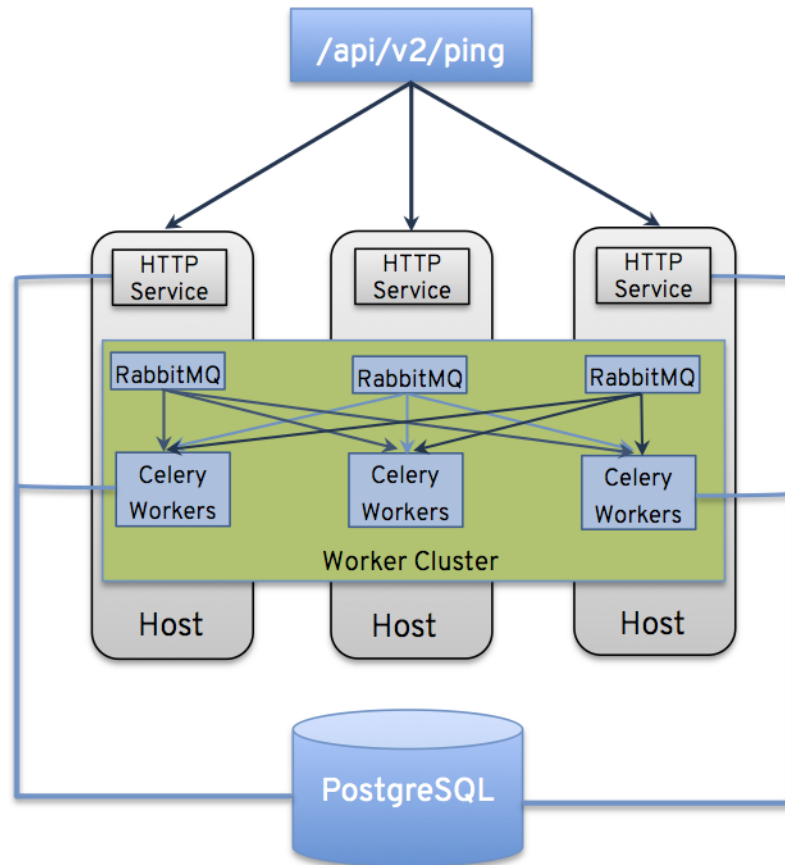 /api/v2/ping
HTTP
Service
HTTP
Service
HTTP
Service
RabbitMQ
RabbitMQ
RabbitMQ
Celery
Workers
Celery
Workers
Celery
Workers
Worker Cluster
Host
Host
Host
PostgreSQL